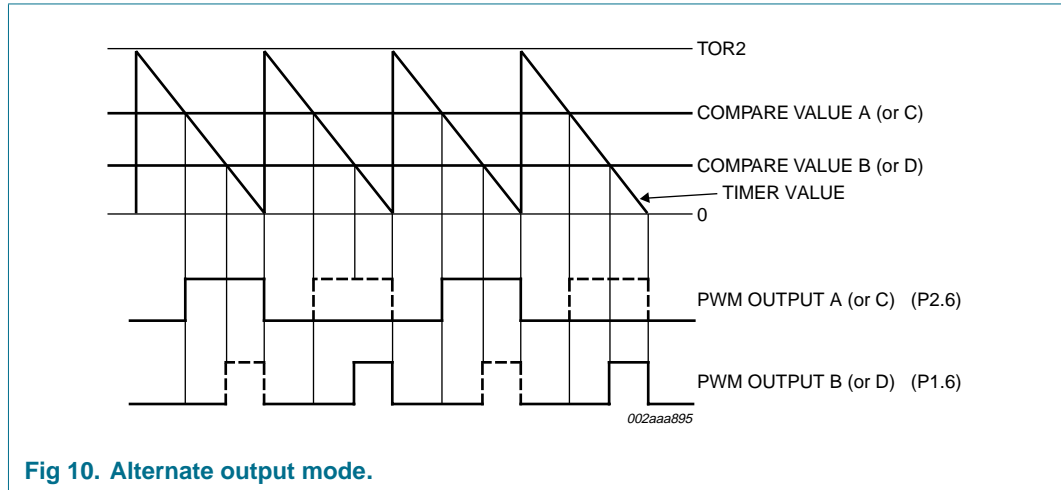 TOR2
COMPARE VALUE A (or C)
COMPARE VALUE B (or D)
TIMER VALUE
0
PWM OUTPUT A (or C) (P2.6)
PWM OUTPUT B (or D) (P1.6)
002aaa895
Fig 10. Alternate output mode.